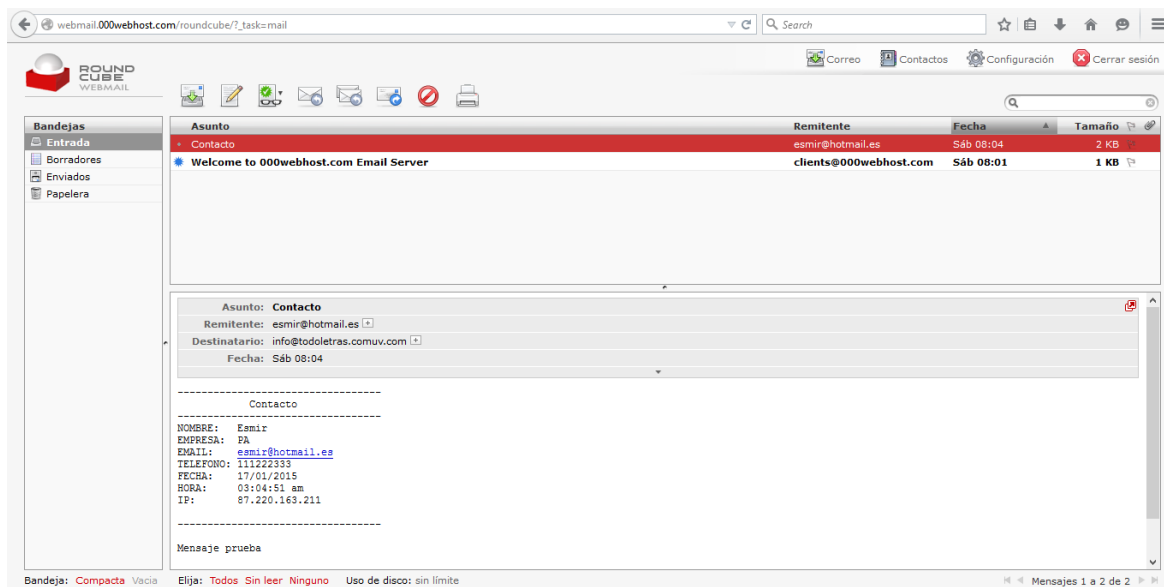 webmail.000webhost.com/roundcube/?_task=mail
Search
ROUND
CUBE
WEBMAIL
Correo Contactos Configuración Cerrar sesión
Bandejas
Entrada
Borradores
Enviados
Papelera
Asunto Remitente Fecha Tamaño
Contacto esmir@hotmail.es Sáb 08:04 2 KB
Welcome to 000webhost.com Email Server clients@000webhost.com Sáb 08:01 1 KB
Asunto: Contacto
Remitente: esmir@hotmail.es
Destinatario: info@todoletras.comuv.com
Fecha: Sáb 08:04
----------------------------------
Contacto
----------------------------------
NOMBRE: Esmir
EMPRESA: PA
EMAIL: esmir@hotmail.es
TELEFONO: 111222333
FECHA: 17/01/2015
HORA: 03:04:51 am
IP: 87.220.163.211
----------------------------------
Mensaje prueba
Bandeja: Compacta Vacia Elija: Todos Sin leer Ninguno Uso de disco: sin límite Mensajes 1 a 2 de 2